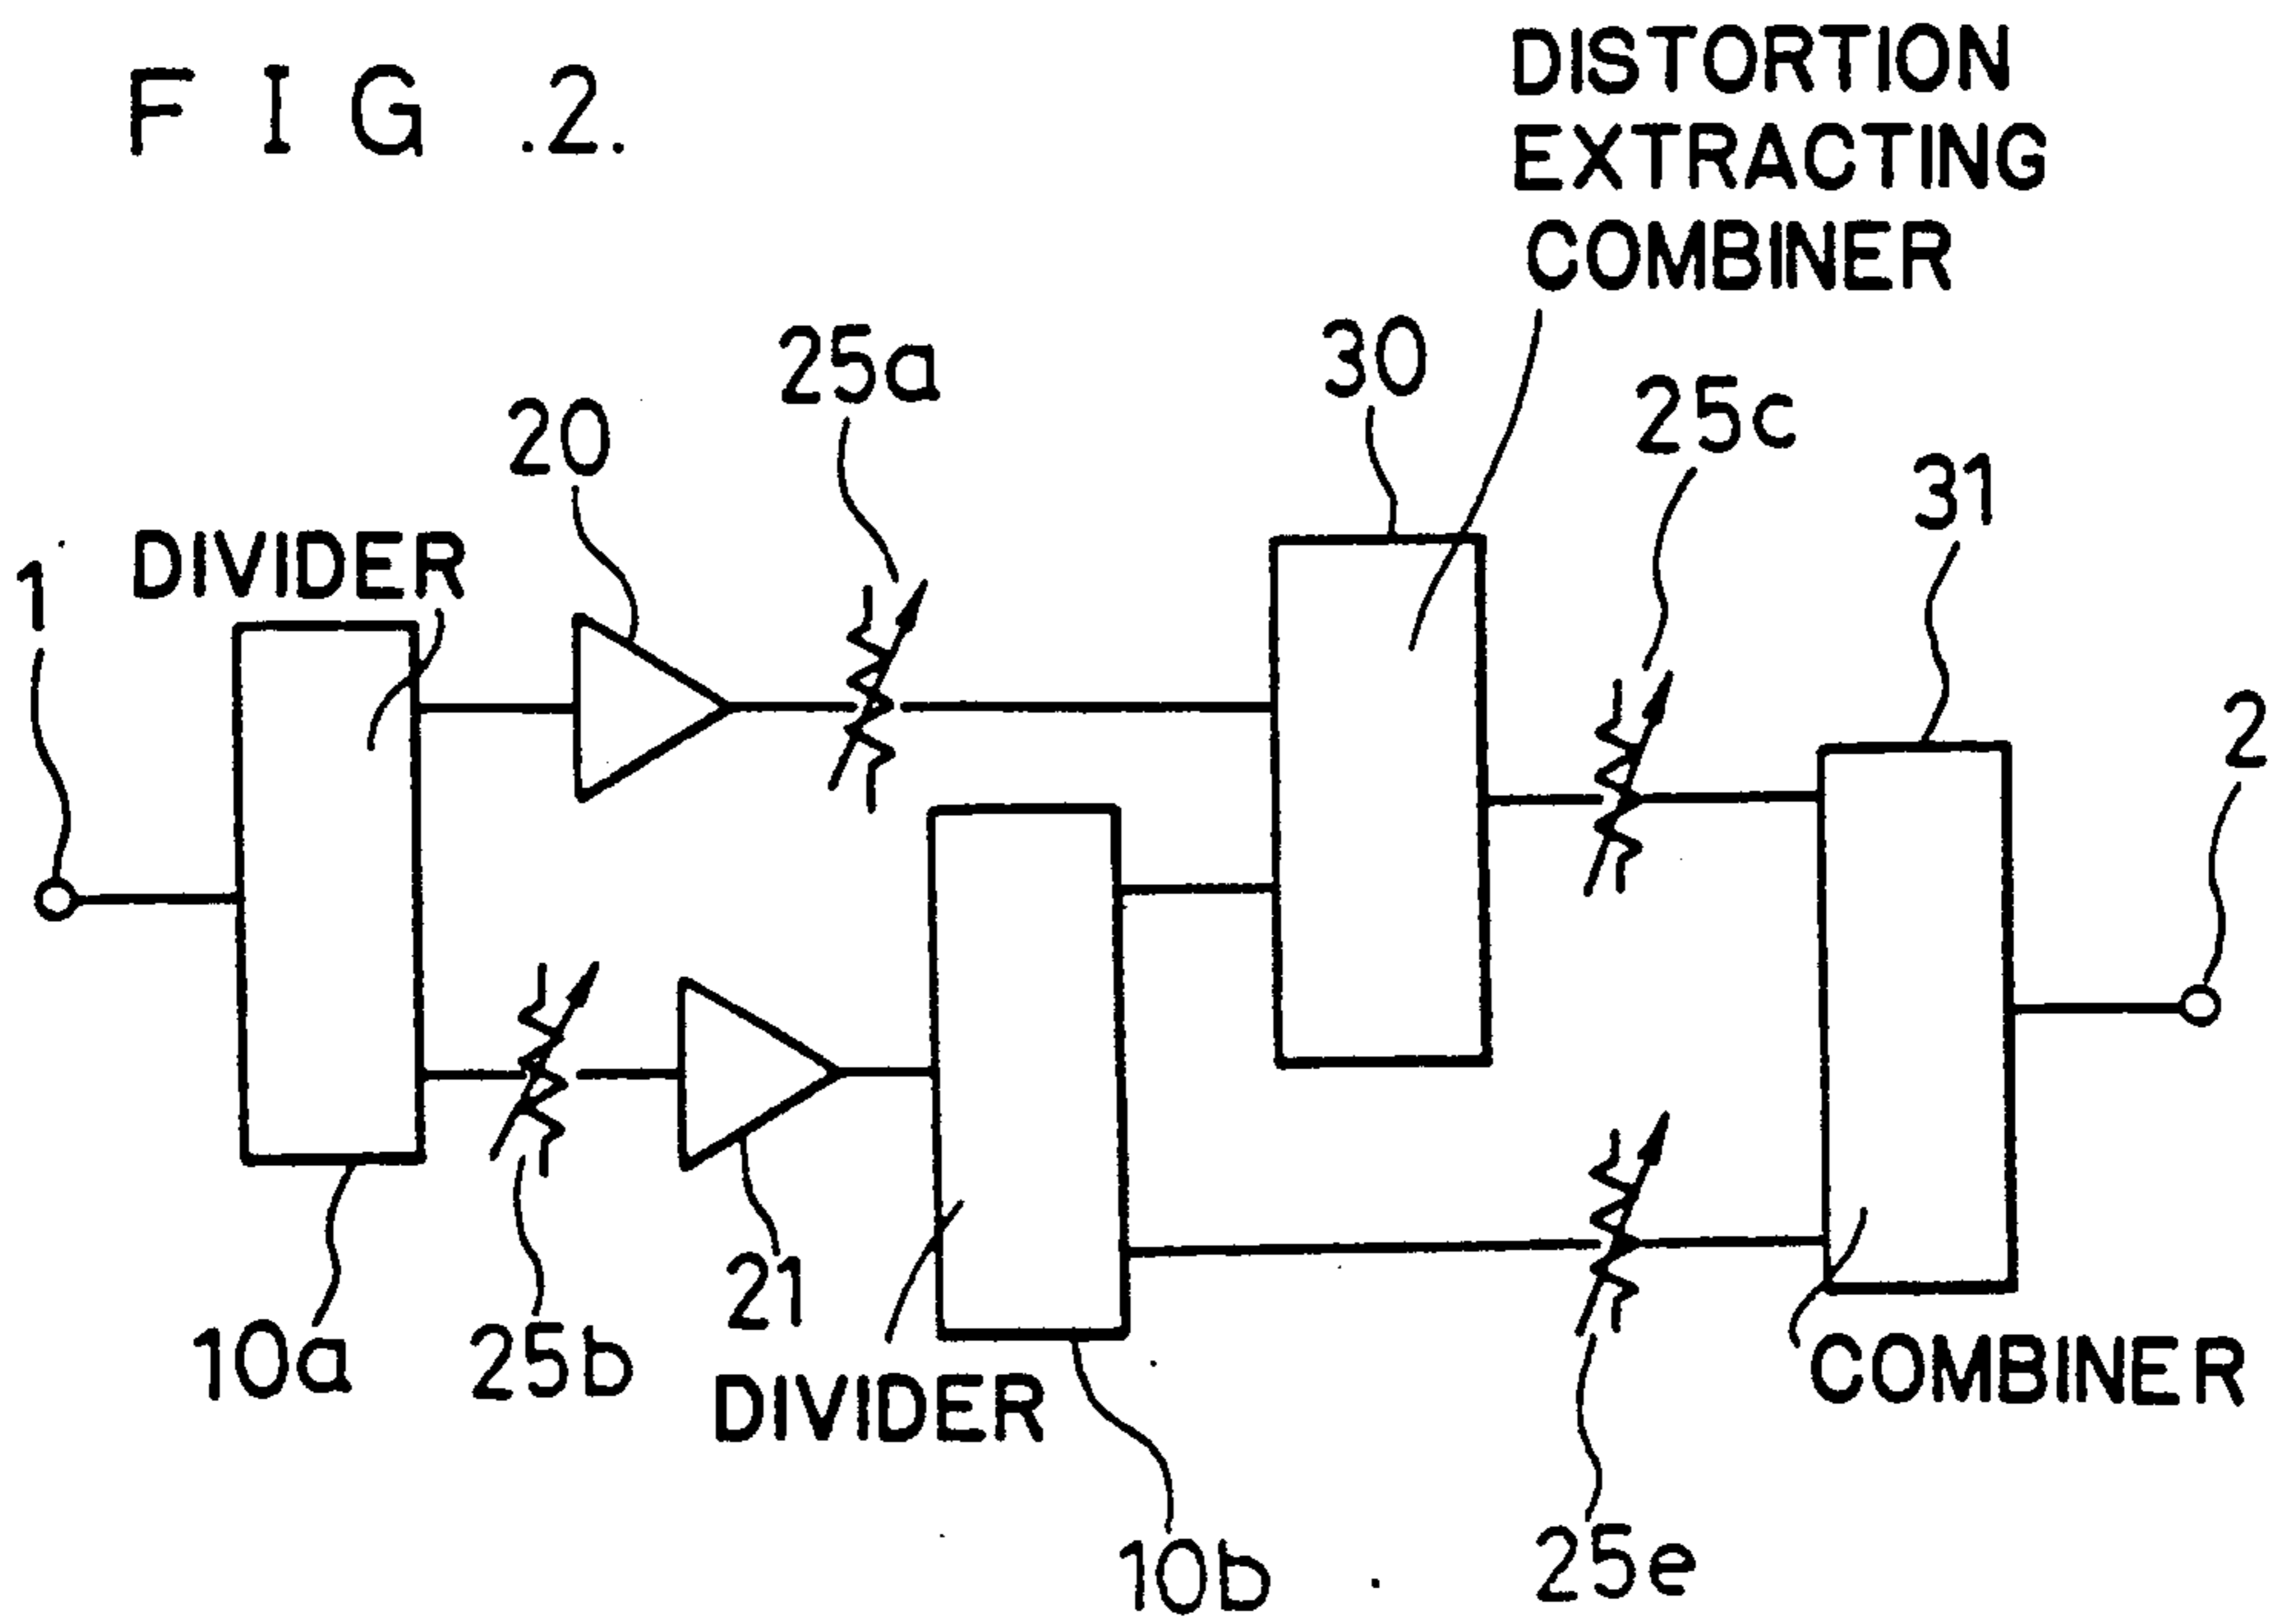 F I G .2.
DISTORTION
EXTRACTING
COMBINER
25a
30
20
25c
31
DIVIDER
1
2
21
10a
25b
DIVIDER
COMBINER
10b
25e